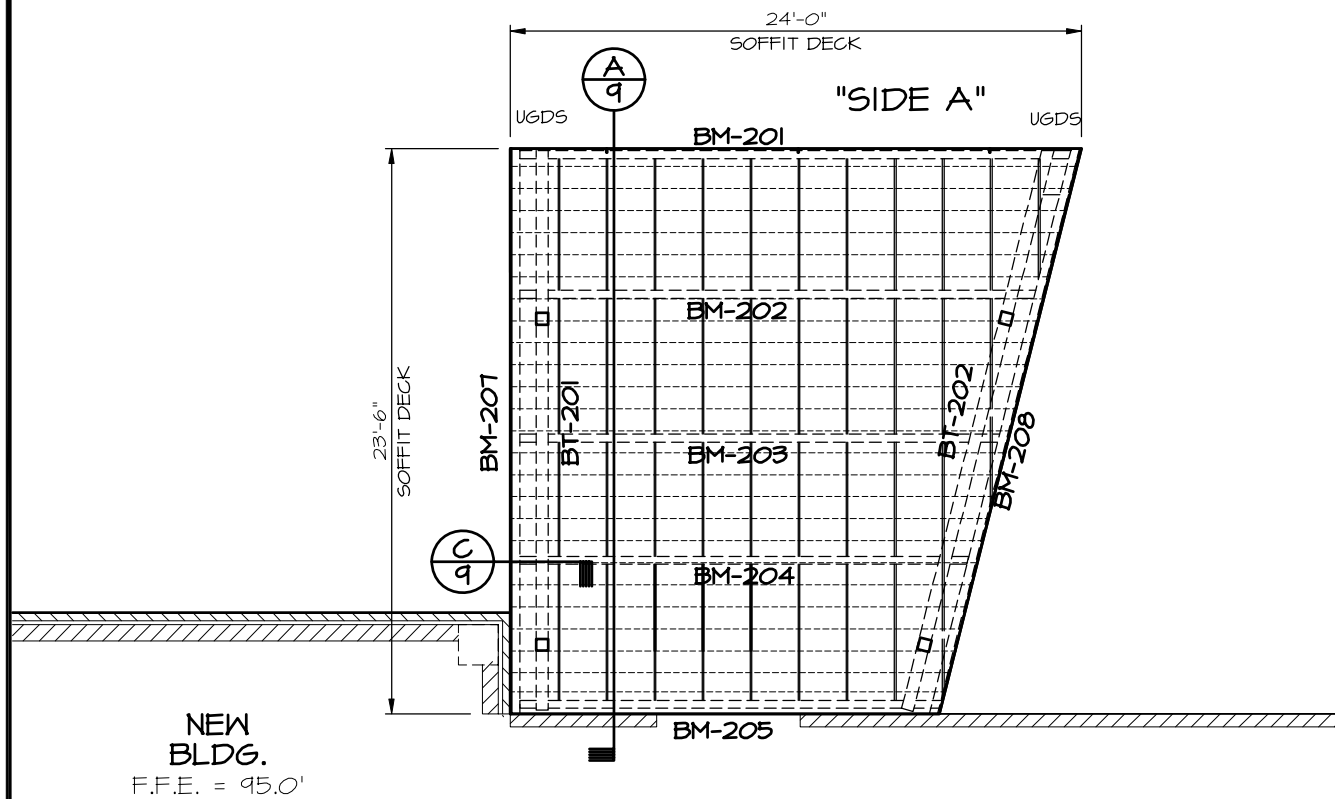 24'-0"
SOFFIT DECK
A
9
"SIDE A"
UGDS
UGDS
BM-201
BM-202
23'-6"
SOFFIT DECK
BM-207
BT-201
BT-202
BM-208
BM-203
C
9
BM-204
BM-205
NEW
BLDG.
F.F.E. = 95.0'